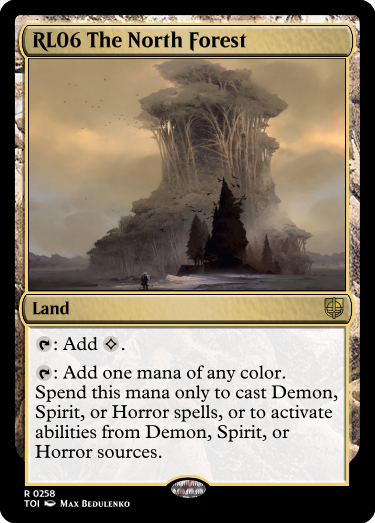 RL06 The North Forest
Land
: Add .
: Add one mana of any color.
Spend this mana only to cast Demon,
Spirit, or Horror spells, or to activate
abilities from Demon, Spirit, or
Horror sources.
R 0258
TOI Max Bedulenko